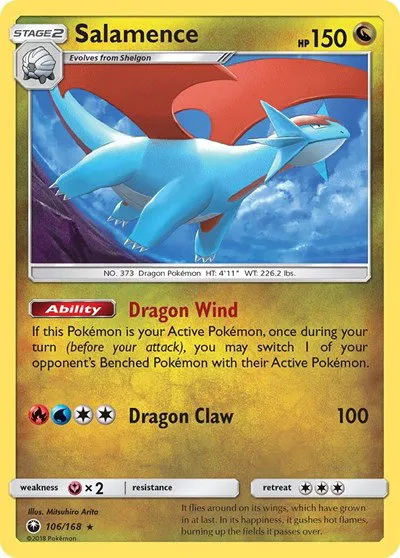 STAGE2 Salamence HP150
Evolves from Shelgon
NO. 373 Dragon Pokémon HT: 4'11" WT: 226.2 lbs.
Ability Dragon Wind
If this Pokémon is your Active Pokémon, once during your
turn (before your attack), you may switch 1 of your
opponent's Benched Pokémon with their Active Pokémon.
Dragon Claw 100
weakness ×2 resistance retreat
Illus. Mitsuhiro Arita
106/168 ★
©2018 Pokémon
It flies around on its wings, which have grown
in at last. In its happiness, it gushes hot flames,
burning up the fields it passes over.